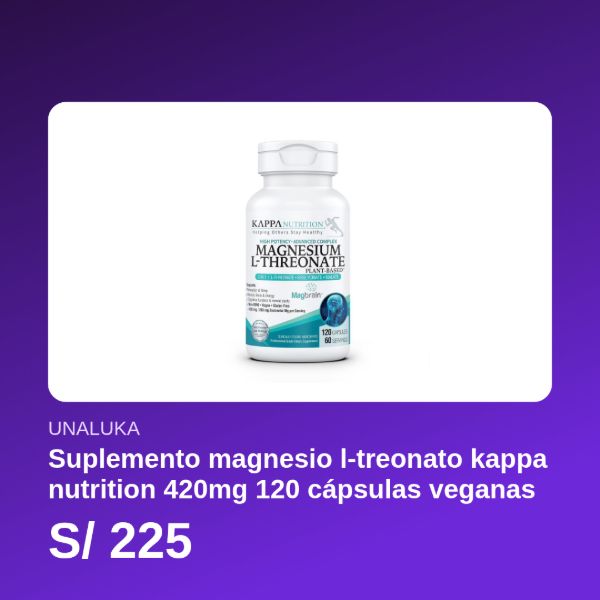 KAPPA NUTRITION
Helping Others Stay Healthy
HIGH POTENCY • ADVANCED COMPLEX
MAGNESIUM
L-THREONATE
PLANT-BASED
Magbrain
120 CAPSULES
60 SERVINGS
UNALUKA
Suplemento magnesio l-treonato kappa
nutrition 420mg 120 cápsulas veganas
S/ 225